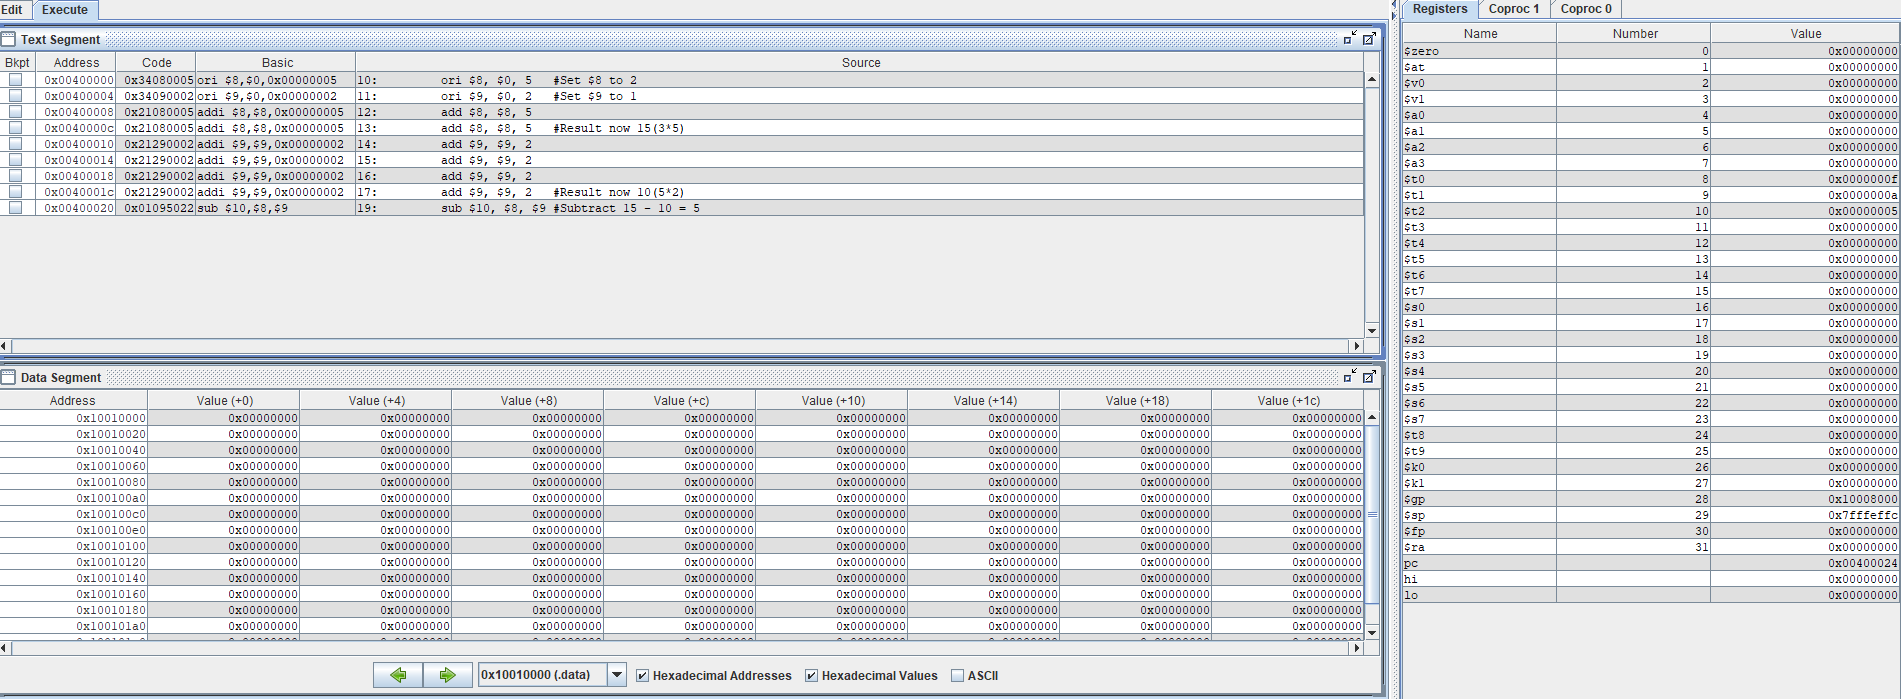 Edit Execute
Text Segment
Bkpt Address Code Basic Source
0x00400000 0x34080005 ori $8,$0,0x00000005 10: ori $8, $0, 5 #Set $8 to 2
0x00400004 0x34090002 ori $9,$0,0x00000002 11: ori $9, $0, 2 #Set $9 to 1
0x00400008 0x21080005 addi $8,$8,0x00000005 12: add $8, $8, 5
0x0040000c 0x21080005 addi $8,$8,0x00000005 13: add $8, $8, 5 #Result now 15(3*5)
0x00400010 0x21290002 addi $9,$9,0x00000002 14: add $9, $9, 2
0x00400014 0x21290002 addi $9,$9,0x00000002 15: add $9, $9, 2
0x00400018 0x21290002 addi $9,$9,0x00000002 16: add $9, $9, 2
0x0040001c 0x21290002 addi $9,$9,0x00000002 17: add $9, $9, 2 #Result now 10(5*2)
0x00400020 0x01095022 sub $10,$8,$9 19: sub $10, $8, $9 #Subtract 15 - 10 = 5
Data Segment
Address Value (+0) Value (+4) Value (+8) Value (+c) Value (+10) Value (+14) Value (+18) Value (+1c)
0x10010000 0x00000000 0x00000000 0x00000000 0x00000000 0x00000000 0x00000000 0x00000000 0x00000000
0x10010020 0x00000000 0x00000000 0x00000000 0x00000000 0x00000000 0x00000000 0x00000000 0x00000000
0x10010040 0x00000000 0x00000000 0x00000000 0x00000000 0x00000000 0x00000000 0x00000000 0x00000000
0x10010060 0x00000000 0x00000000 0x00000000 0x00000000 0x00000000 0x00000000 0x00000000 0x00000000
0x10010080 0x00000000 0x00000000 0x00000000 0x00000000 0x00000000 0x00000000 0x00000000 0x00000000
0x100100a0 0x00000000 0x00000000 0x00000000 0x00000000 0x00000000 0x00000000 0x00000000 0x00000000
0x100100c0 0x00000000 0x00000000 0x00000000 0x00000000 0x00000000 0x00000000 0x00000000 0x00000000
0x100100e0 0x00000000 0x00000000 0x00000000 0x00000000 0x00000000 0x00000000 0x00000000 0x00000000
0x10010100 0x00000000 0x00000000 0x00000000 0x00000000 0x00000000 0x00000000 0x00000000 0x00000000
0x10010120 0x00000000 0x00000000 0x00000000 0x00000000 0x00000000 0x00000000 0x00000000 0x00000000
0x10010140 0x00000000 0x00000000 0x00000000 0x00000000 0x00000000 0x00000000 0x00000000 0x00000000
0x10010160 0x00000000 0x00000000 0x00000000 0x00000000 0x00000000 0x00000000 0x00000000 0x00000000
0x10010180 0x00000000 0x00000000 0x00000000 0x00000000 0x00000000 0x00000000 0x00000000 0x00000000
0x100101a0 0x00000000 0x00000000 0x00000000 0x00000000 0x00000000 0x00000000 0x00000000 0x00000000
0x10010000 (.data) Hexadecimal Addresses Hexadecimal Values ASCII
Registers Coproc 1 Coproc 0
Name Number Value
$zero 0 0x00000000
$at 1 0x00000000
$v0 2 0x00000000
$v1 3 0x00000000
$a0 4 0x00000000
$a1 5 0x00000000
$a2 6 0x00000000
$a3 7 0x00000000
$t0 8 0x0000000f
$t1 9 0x0000000a
$t2 10 0x00000005
$t3 11 0x00000000
$t4 12 0x00000000
$t5 13 0x00000000
$t6 14 0x00000000
$t7 15 0x00000000
$s0 16 0x00000000
$s1 17 0x00000000
$s2 18 0x00000000
$s3 19 0x00000000
$s4 20 0x00000000
$s5 21 0x00000000
$s6 22 0x00000000
$s7 23 0x00000000
$t8 24 0x00000000
$t9 25 0x00000000
$k0 26 0x00000000
$k1 27 0x00000000
$gp 28 0x10008000
$sp 29 0x7fffeffc
$fp 30 0x00000000
$ra 31 0x00000000
pc 0x00400024
hi 0x00000000
lo 0x00000000